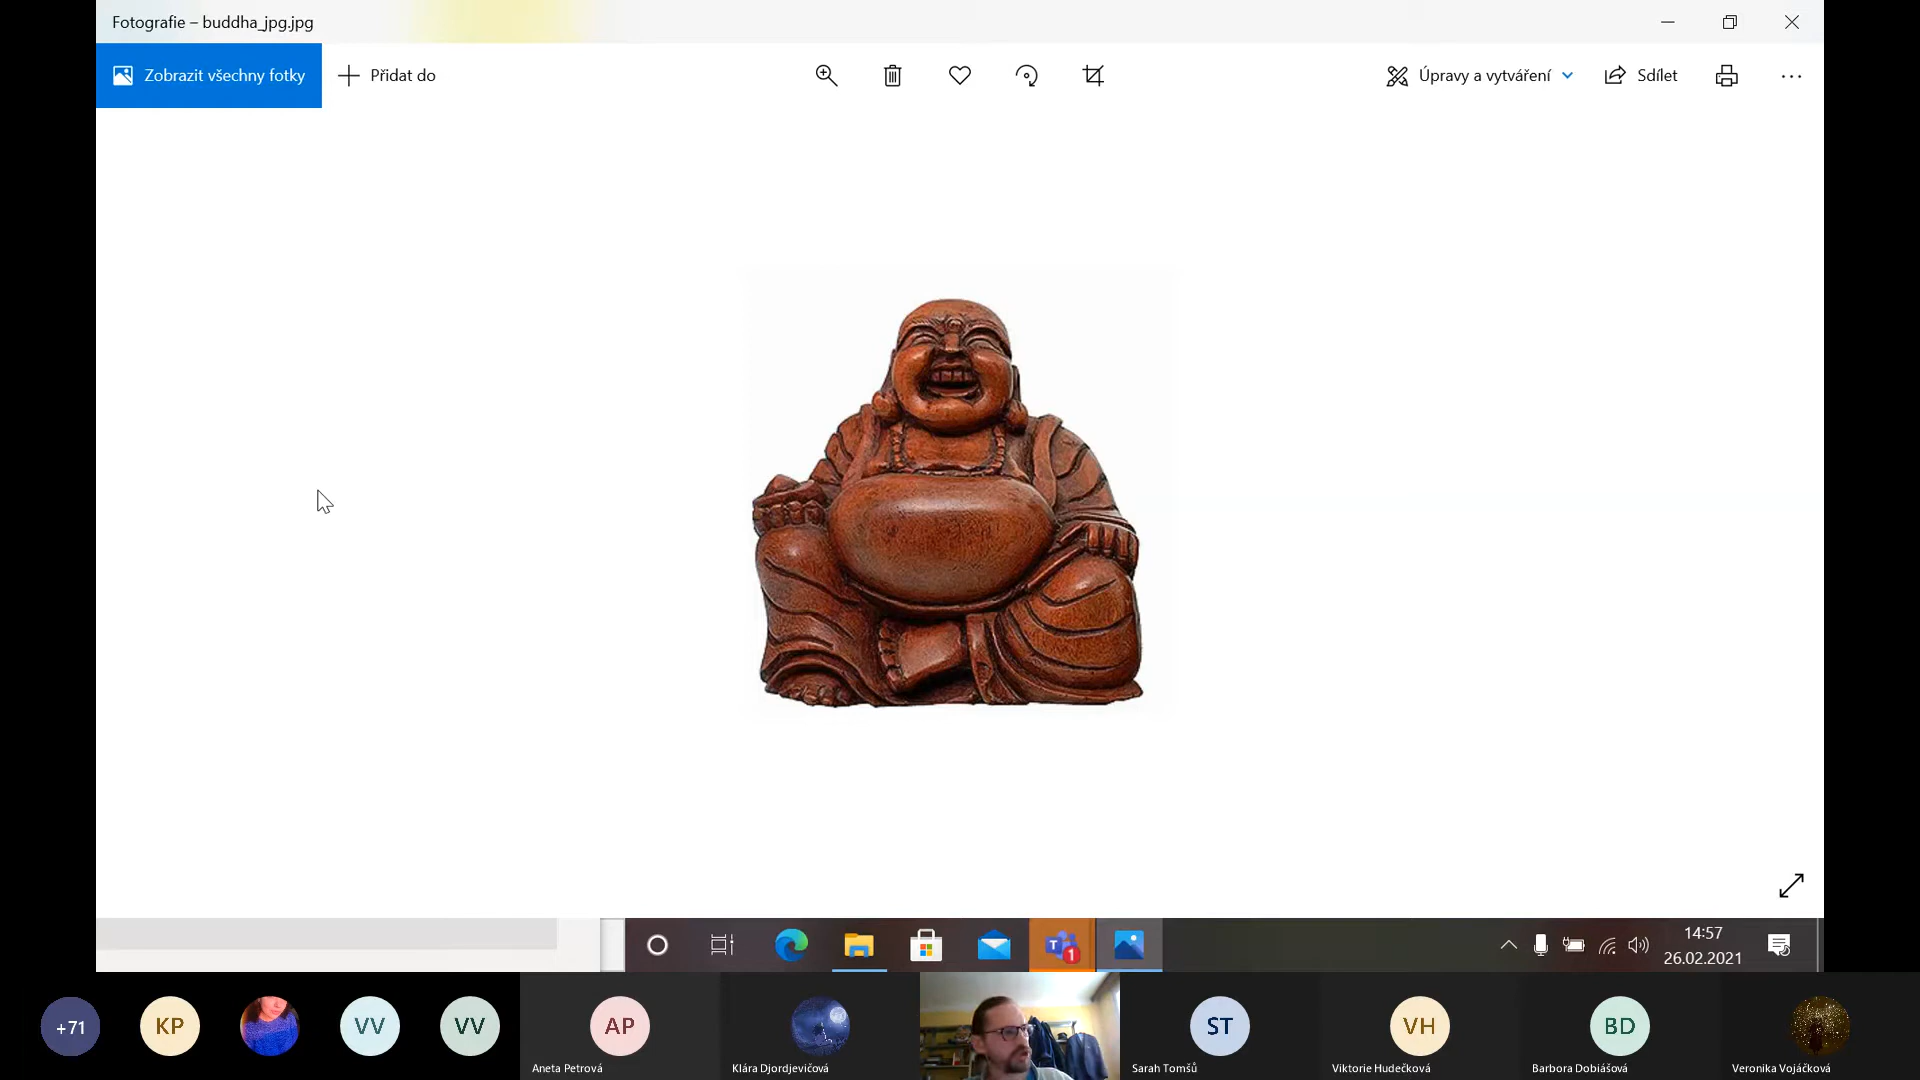 Fotografie – buddha_jpg.jpg
Zobrazit všechny fotky
Přidat do
Úpravy a vytváření
Sdílet
14:57
26.02.2021
T
1
+71
KP
VV
VV
AP
ST
VH
BD
Aneta Petrová
Klára Djordjevičová
Sarah Tomšů
Viktorie Hudečková
Barbora Dobiášová
Veronika Vojáčková